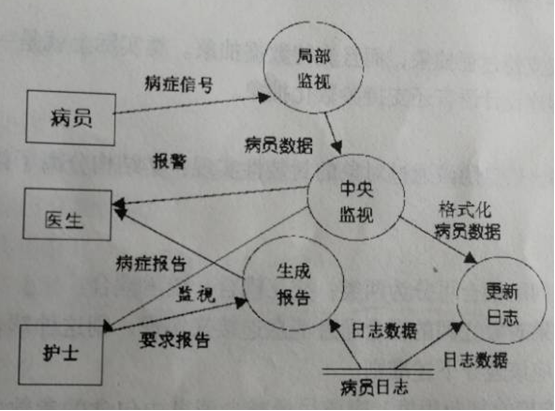 局部
监视
病症信号
病员
病员数据
报警
中央
监视
医生
格式化
病员数据
病症报告
生成
报告
监视
更新
日志
护士
要求报告
日志数据
日志数据
病员日志